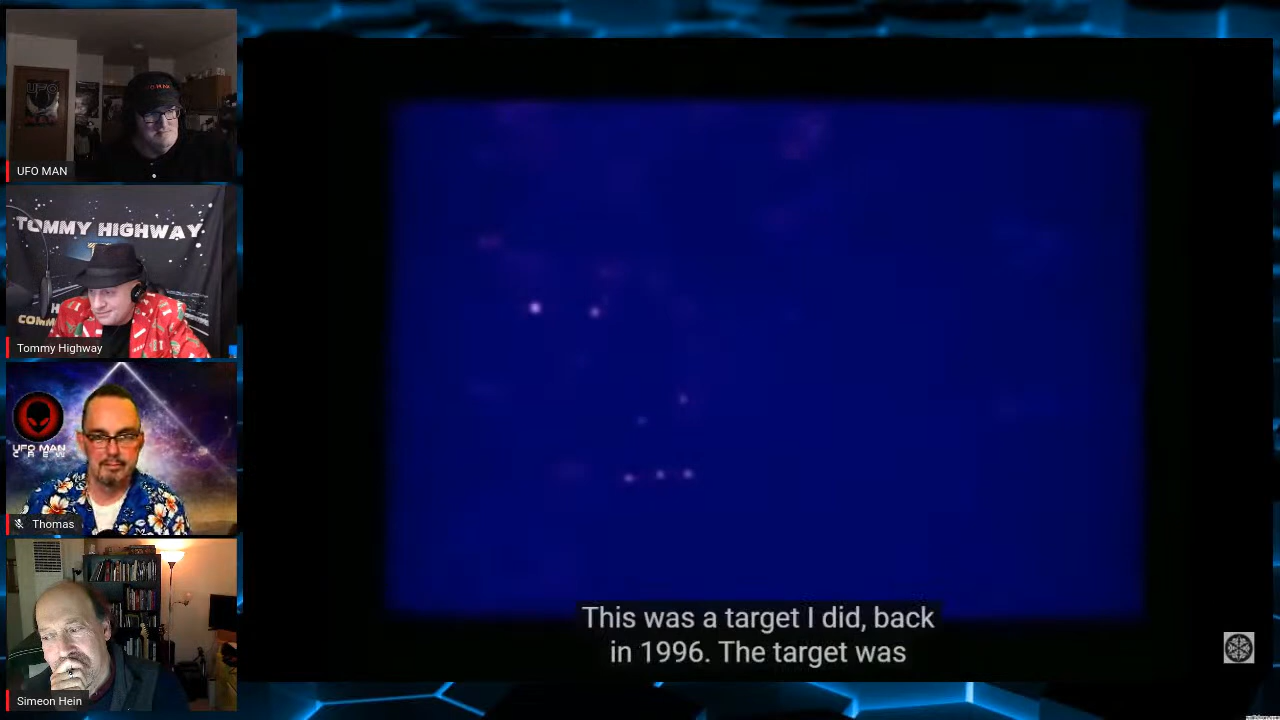 UFO MAN
TOMMY HIGHWAY
Tommy Highway
UFO MAN
CREW
Thomas
Simeon Hein
This was a target I did, back
in 1996. The target was